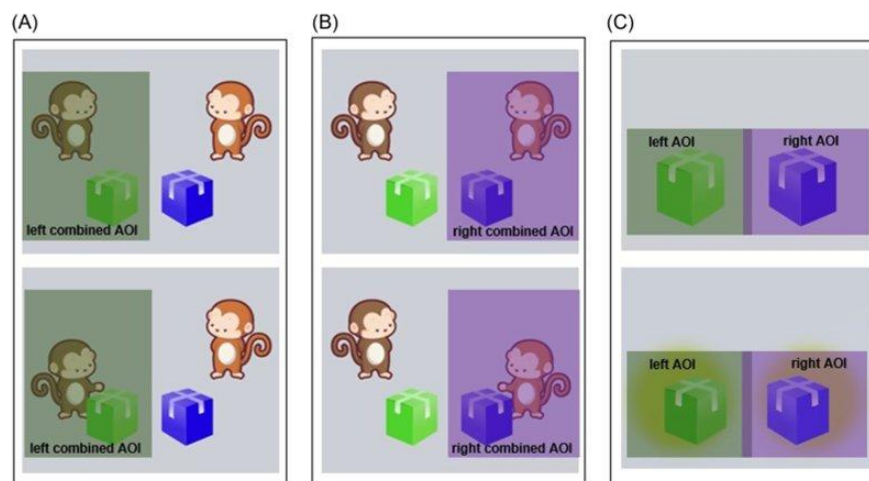 (A)
(B)
(C)
left combined AOI
right combined AOI
left AOI
right AOI
left combined AOI
right combined AOI
left AOI
right AOI